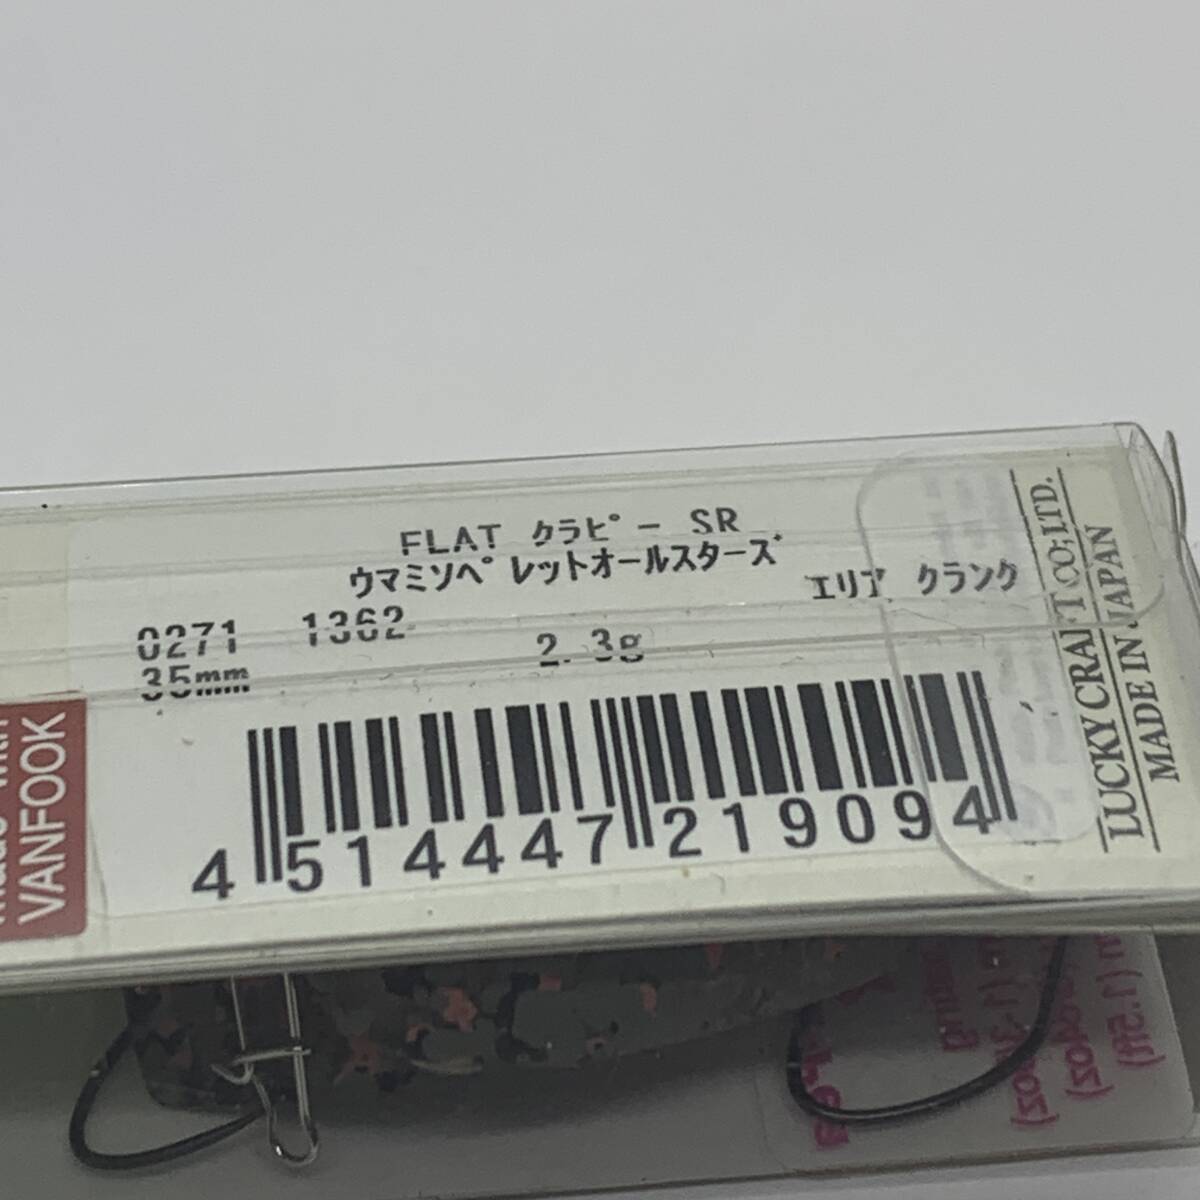 FLAT クラピー SR
ウマミソペレットオールスターズ
エリア クランク
0271 1362
35mm 2.3g
4 514447 219094
LUCKY CRAFT CO;LTD.
MADE IN JAPAN
VANFOOK